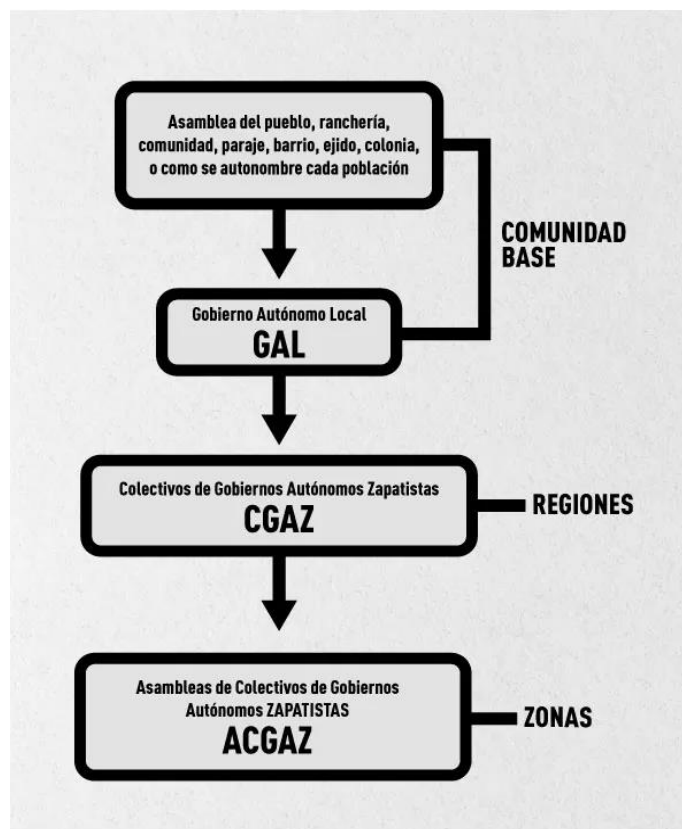 Asamblea del pueblo, ranchería,
comunidad, paraje, barrio, ejido, colonia,
o como se autonombre cada población
COMUNIDAD
BASE
Gobierno Autónomo Local
GAL
Colectivos de Gobiernos Autónomos Zapatistas
CGAZ
REGIONES
Asambleas de Colectivos de Gobiernos
Autónomos ZAPATISTAS
ACGAZ
ZONAS